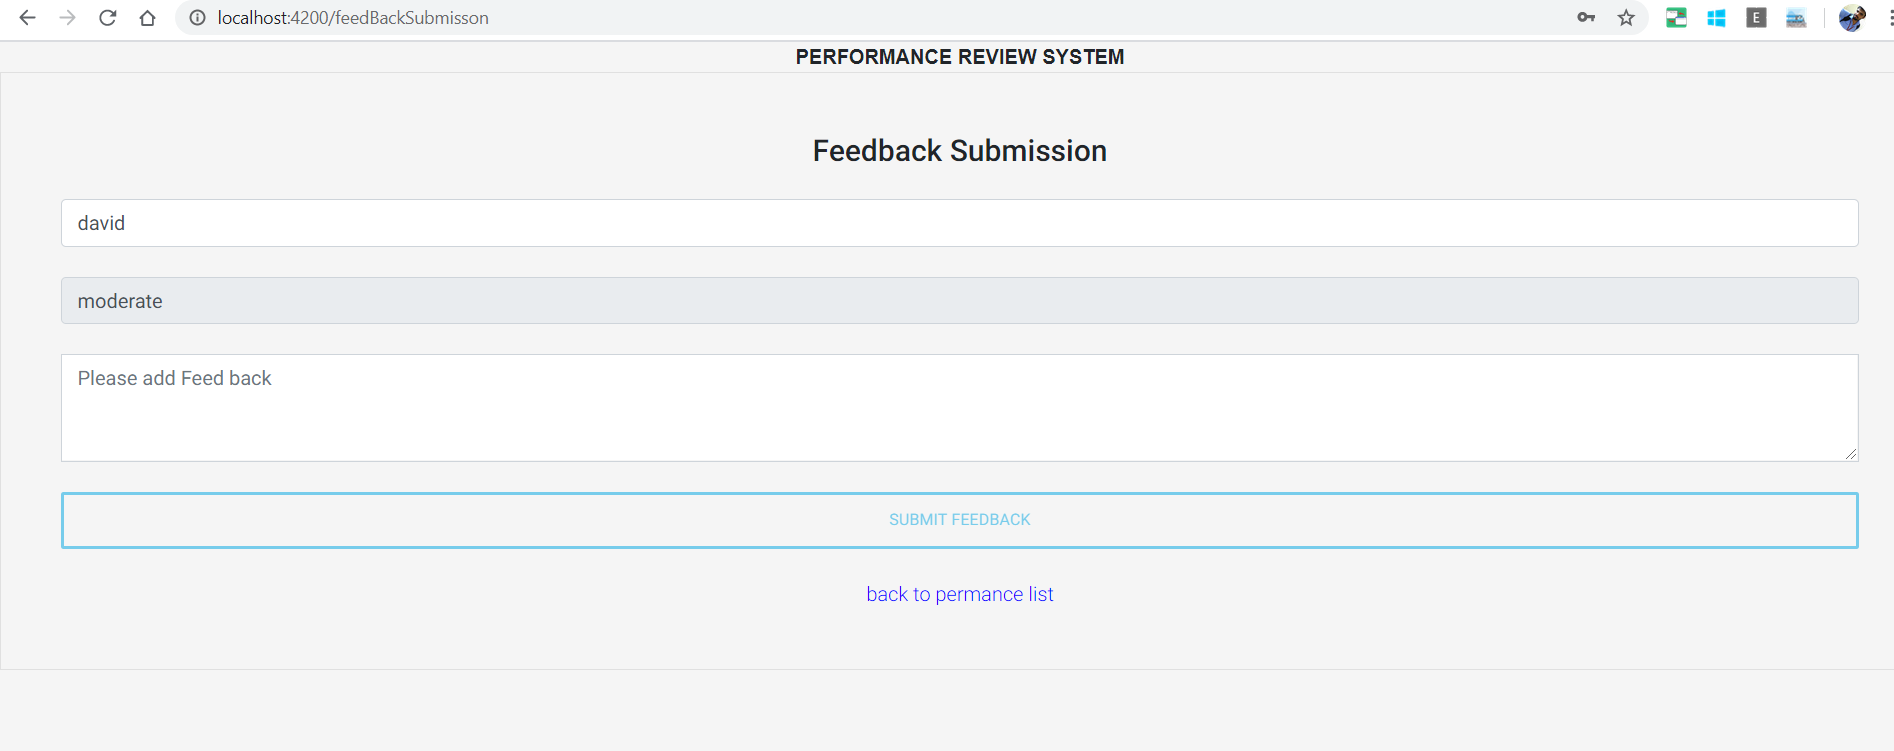 localhost:4200/feedBackSubmisson
E
PERFORMANCE REVIEW SYSTEM
Feedback Submission
david
moderate
Please add Feed back
SUBMIT FEEDBACK
back to permance list